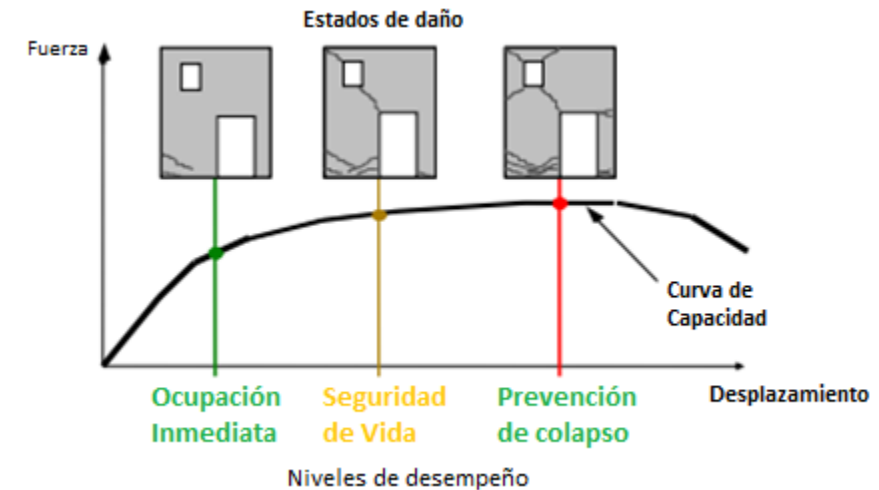 Estados de daño
Fuerza
Curva de
Capacidad
Desplazamiento
Ocupación
Inmediata
Seguridad
de Vida
Prevención
de colapso
Niveles de desempeño